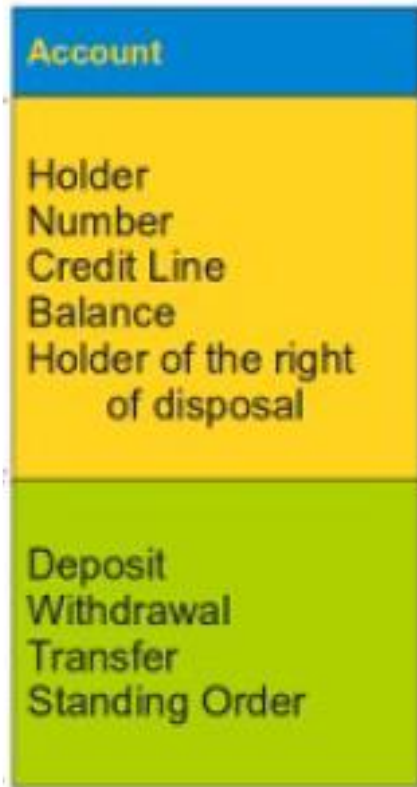 Account
Holder
Number
Credit Line
Balance
Holder of the right
of disposal
Deposit
Withdrawal
Transfer
Standing Order